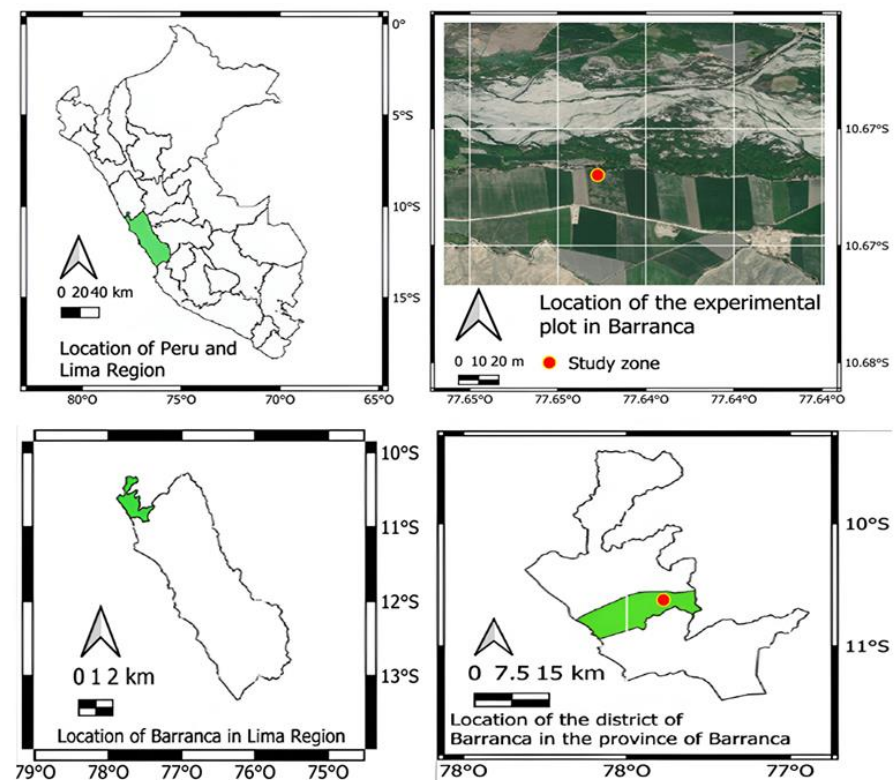 0°
5°S
10°S
15°S
0 20 40 km
Location of Peru and
Lima Region
80°O 75°O 70°O 65°O
10.67°S
10.67°S
10.68°S
Location of the experimental
plot in Barranca
0 10 20 m
Study zone
77.65°O 77.65°O 77.64°O 77.64°O
10°S
11°S
12°S
13°S
0 1 2 km
Location of Barranca in Lima Region
79°O 78°O 77°O 76°O 75°O
10°S
11°S
0 7.5 15 km
Location of the district of
Barranca in the province of Barranca
78°O 78°O 77°O